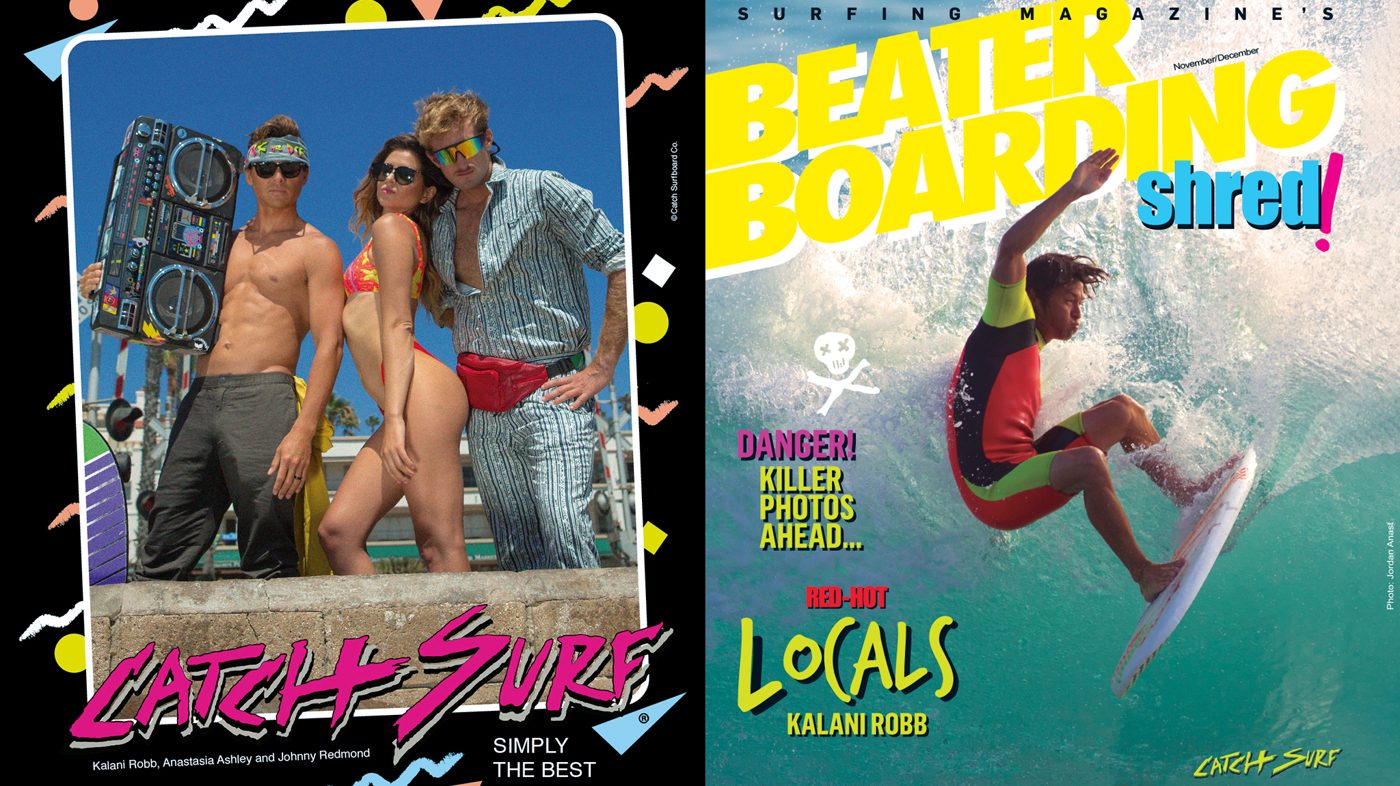 © Catch Surfboard Co.
CATCH SURF®
Kalani Robb, Anastasia Ashley and Johnny Redmond
SIMPLY
THE BEST
SURFING MAGAZINE'S
BEATER
November/December
BOARDING
shred!
DANGER!
KILLER
PHOTOS
AHEAD...
RED-HOT
LOCALS
KALANI ROBB
Photo: Jordan Anast
CATCH SURF